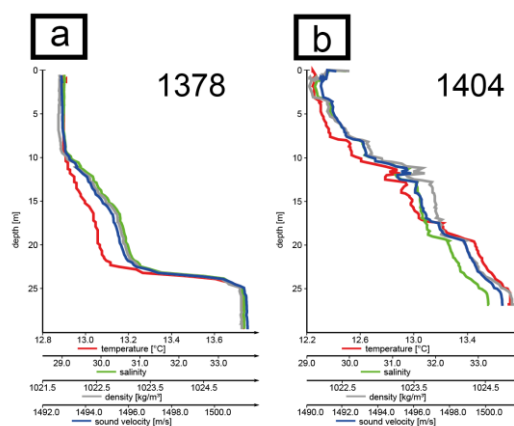 a
1378
0
5
10
15
20
25
depth [m]
12.8 13.0 13.2 13.4 13.6
temperature [°C]
29.0 30.0 31.0 32.0 33.0
salinity
1021.5 1022.5 1023.5 1024.5
density [kg/m³]
1492.0 1494.0 1496.0 1498.0 1500.0
sound velocity [m/s]
b
1404
0
5
10
15
20
25
depth [m]
12.2 12.6 13.0 13.4
temperature [°C]
29.0 30.0 31.0 32.0 33.0
salinity
1022.5 1023.5 1024.5
density [kg/m³]
1490.0 1492.0 1494.0 1496.0 1498.0 1500.0
sound velocity [m/s]